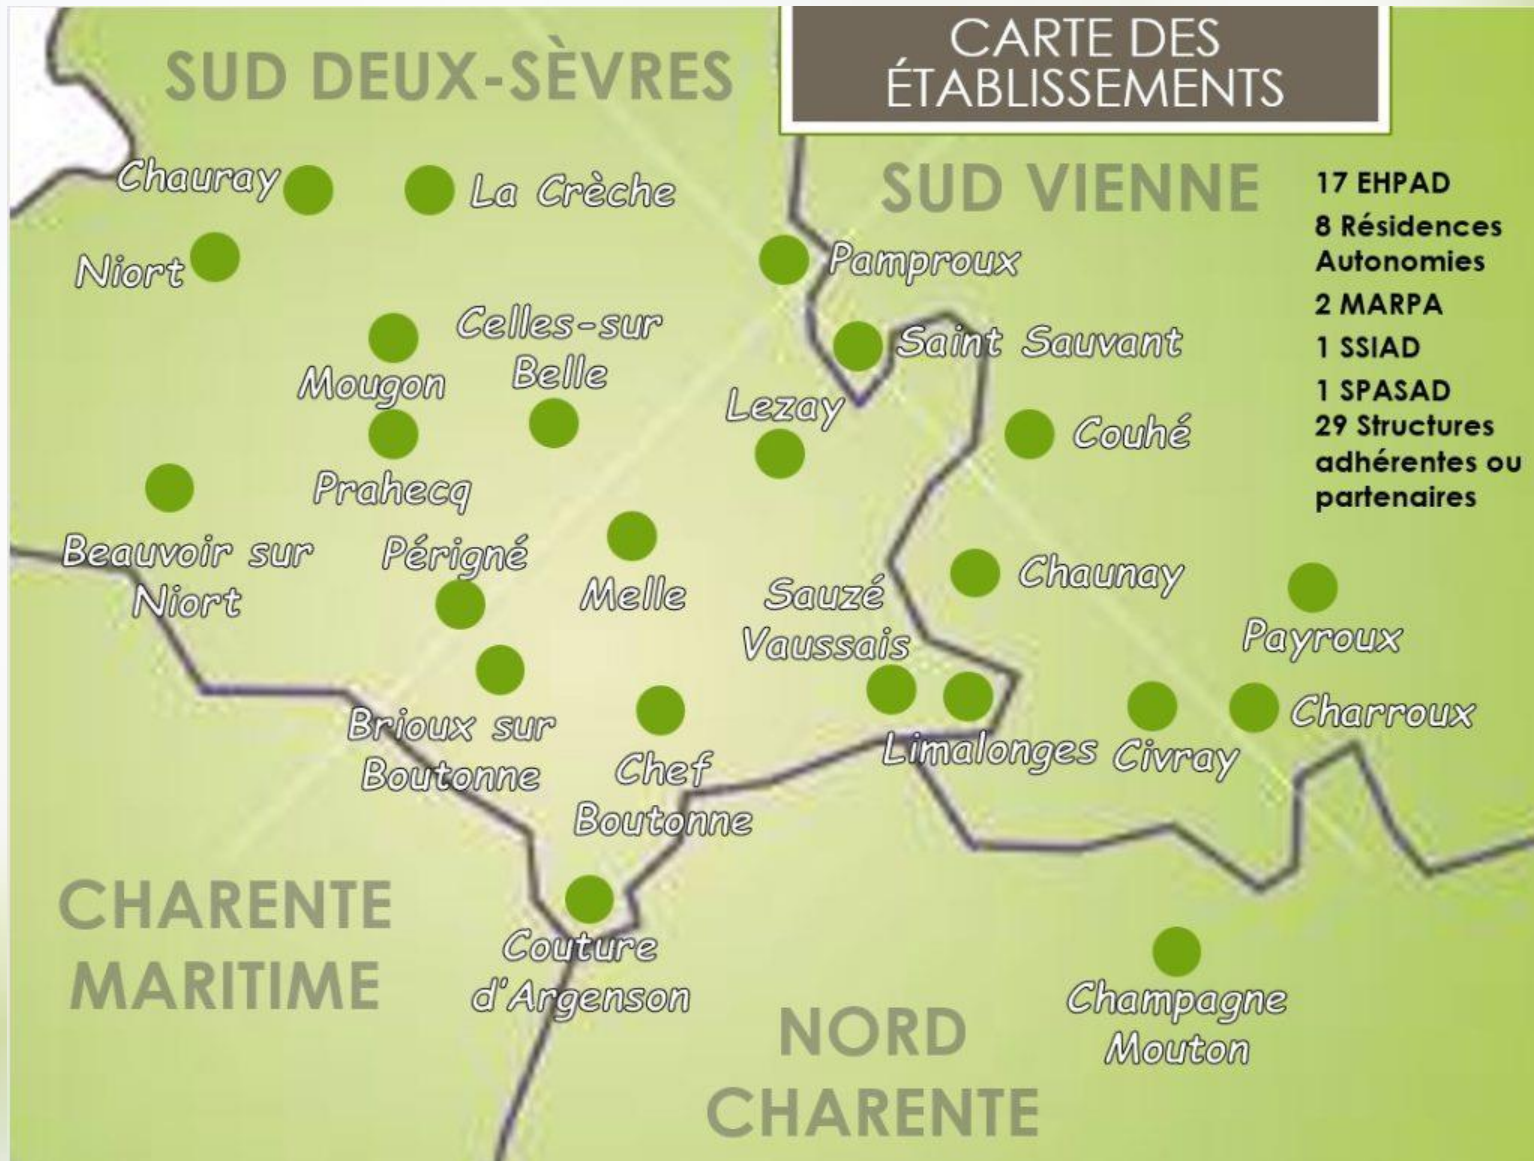 CARTE DES
ÉTABLISSEMENTS
SUD DEUX-SÈVRES
SUD VIENNE
17 EHPAD
8 Résidences
Autonomies
2 MARPA
1 SSIAD
1 SPASAD
29 Structures
adhérentes ou
partenaires
Chauray
La Crèche
Niort
Pamproux
Celles-sur
Belle
Saint Sauvant
Mougon
Lezay
Couhé
Prahecq
Beauvoir sur
Niort
Périgné
Melle
Sauzé
Vaussais
Chaunay
Payroux
Brioux sur
Boutonne
Chef
Boutonne
Limalonges
Civray
Charroux
CHARENTE
MARITIME
Couture
d'Argenson
NORD
CHARENTE
Champagne
Mouton